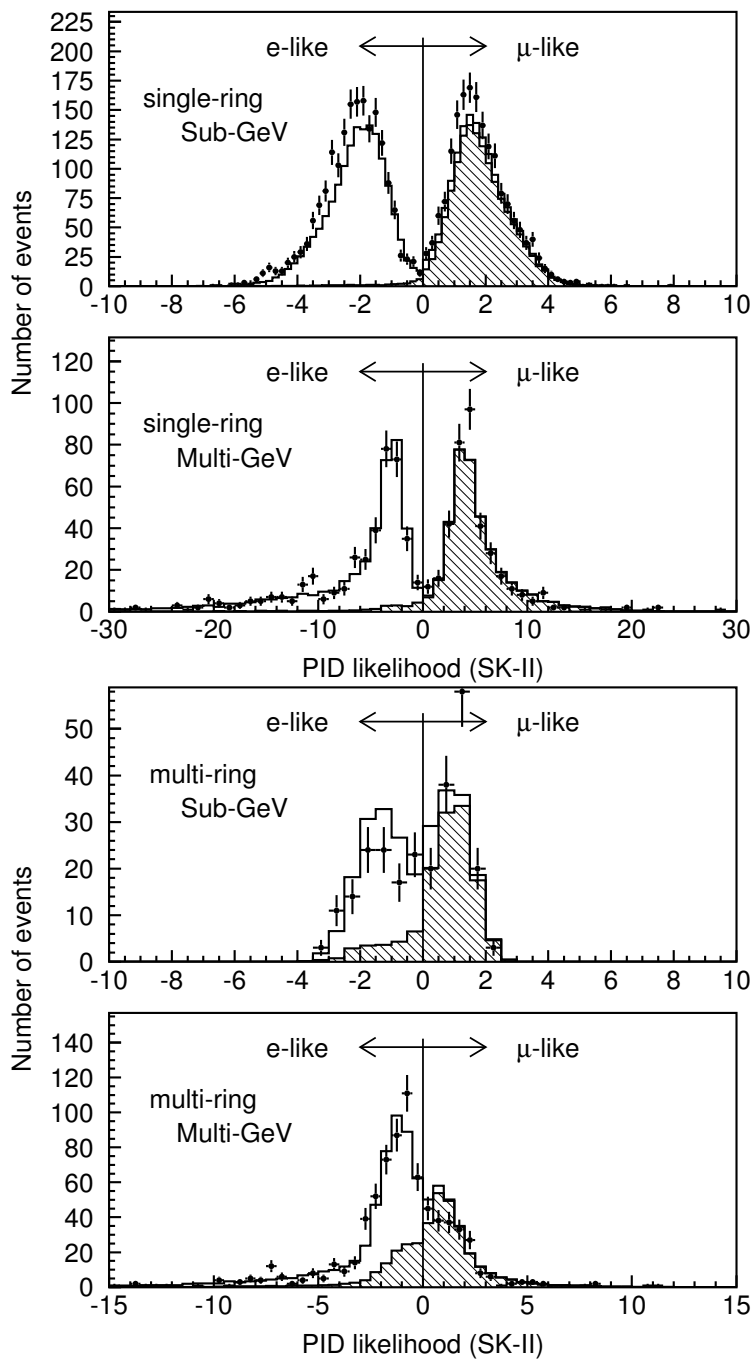 Number of events
225
200
175
150
125
100
75
50
25
0
e-like
μ-like
single-ring
Sub-GeV
-10 -8 -6 -4 -2 0 2 4 6 8 10
120
100
80
60
40
20
0
e-like
μ-like
single-ring
Multi-GeV
-30 -20 -10 0 10 20 30
PID likelihood (SK-II)
Number of events
50
40
30
20
10
0
e-like
μ-like
multi-ring
Sub-GeV
-10 -8 -6 -4 -2 0 2 4 6 8 10
140
120
100
80
60
40
20
0
e-like
μ-like
multi-ring
Multi-GeV
-15 -10 -5 0 5 10 15
PID likelihood (SK-II)